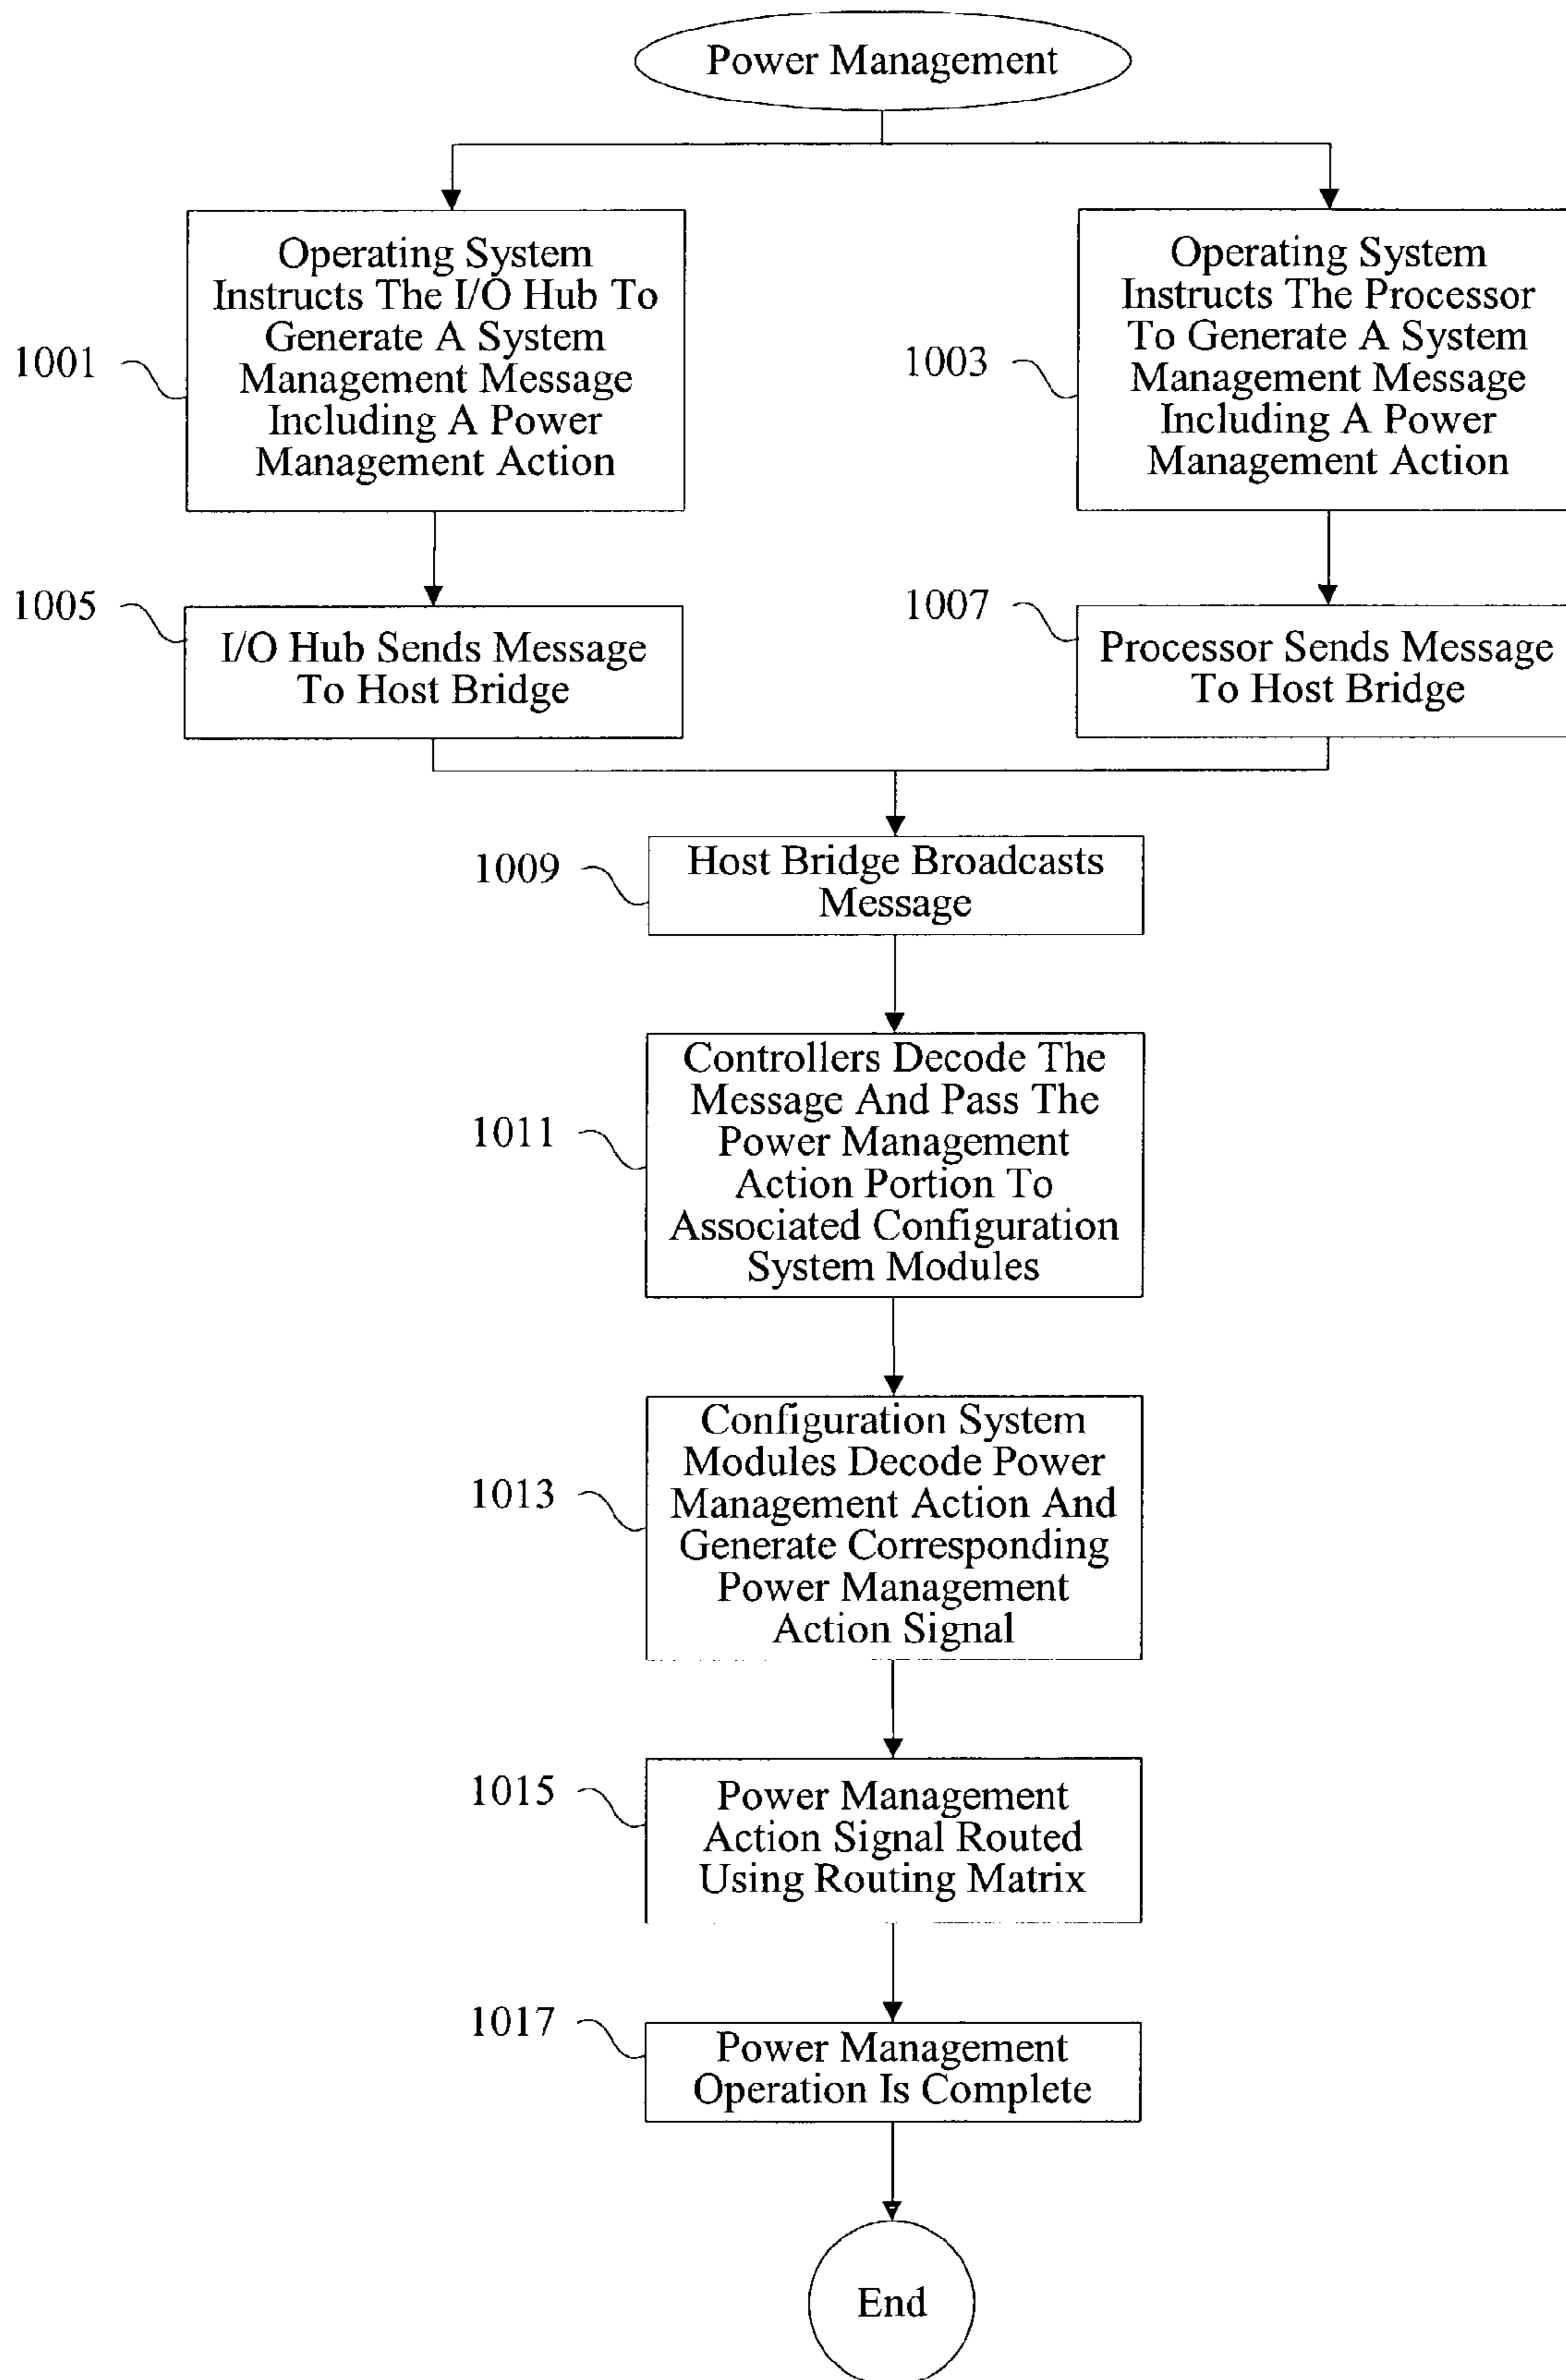 Power Management
Operating System
Instructs The I/O Hub To
Generate A System
Management Message
Including A Power
Management Action
1001
Operating System
Instructs The Processor
To Generate A System
Management Message
Including A Power
Management Action
1003
1005
I/O Hub Sends Message
To Host Bridge
1007
Processor Sends Message
To Host Bridge
1009
Host Bridge Broadcasts
Message
1011
Controllers Decode The
Message And Pass The
Power Management
Action Portion To
Associated Configuration
System Modules
1013
Configuration System
Modules Decode Power
Management Action And
Generate Corresponding
Power Management
Action Signal
1015
Power Management
Action Signal Routed
Using Routing Matrix
1017
Power Management
Operation Is Complete
End